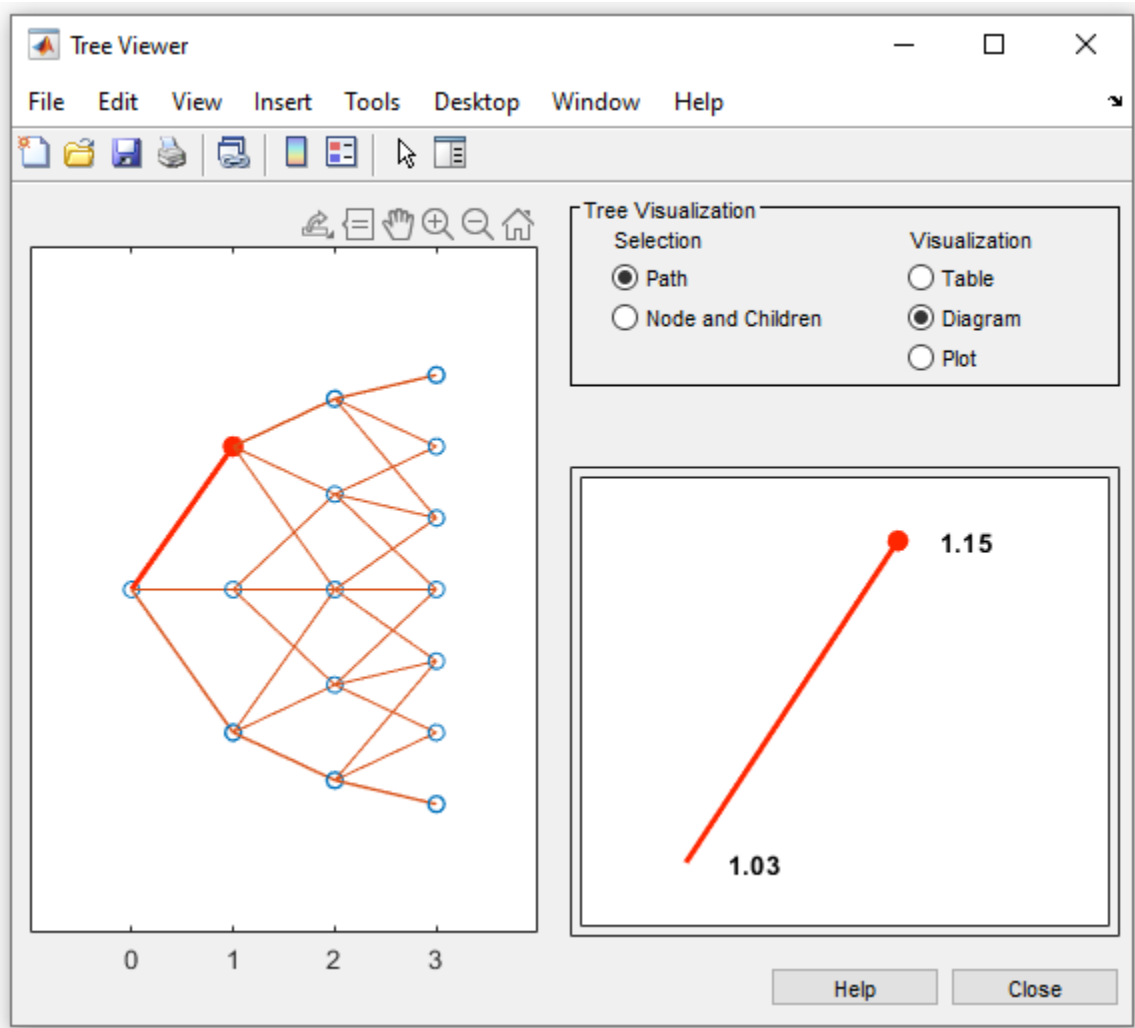 Tree Viewer
File Edit View Insert Tools Desktop Window Help
Tree Visualization
Selection Visualization
Path Table
Node and Children Diagram
Plot
1.15
1.03
0 1 2 3
Help Close